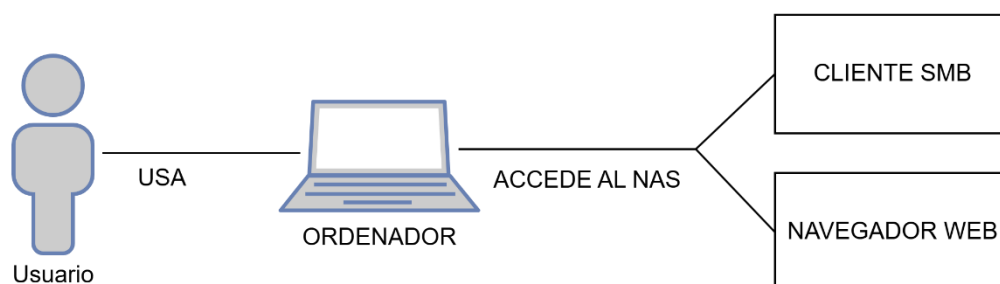 Usuario
USA
ORDENADOR
ACCEDE AL NAS
CLIENTE SMB
NAVEGADOR WEB